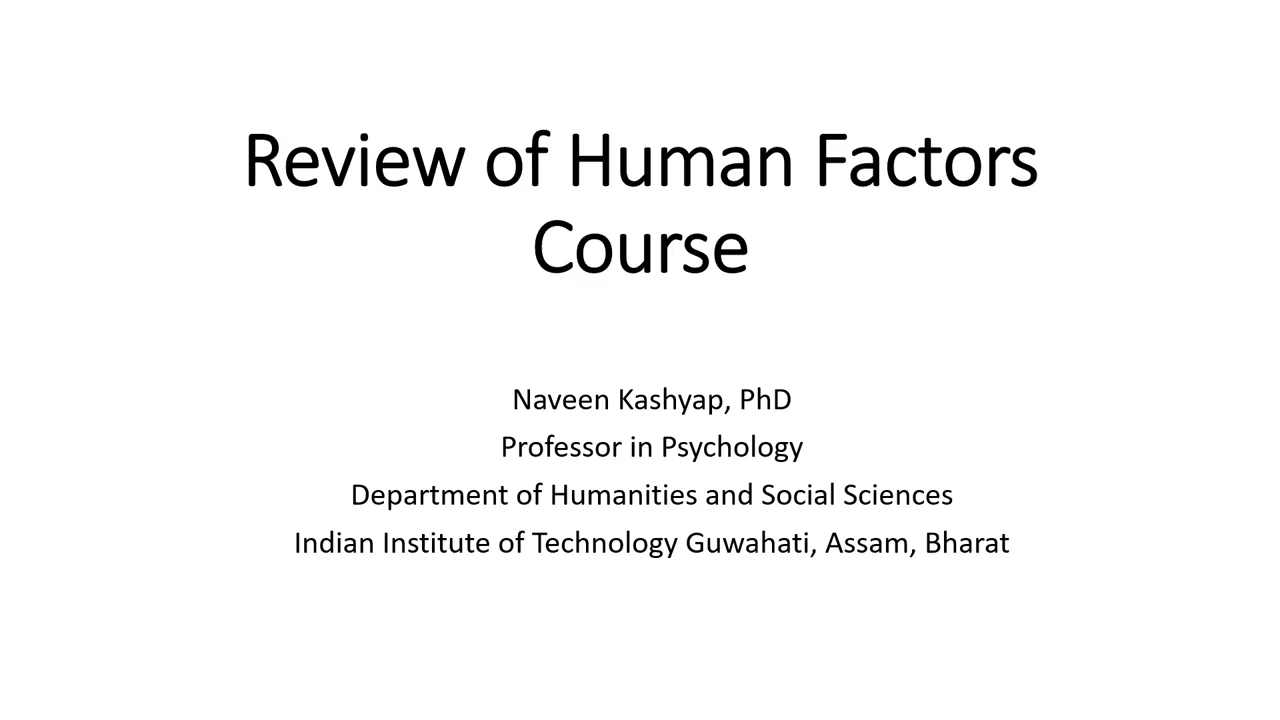 Review of Human Factors
Course
Naveen Kashyap, PhD
Professor in Psychology
Department of Humanities and Social Sciences
Indian Institute of Technology Guwahati, Assam, Bharat